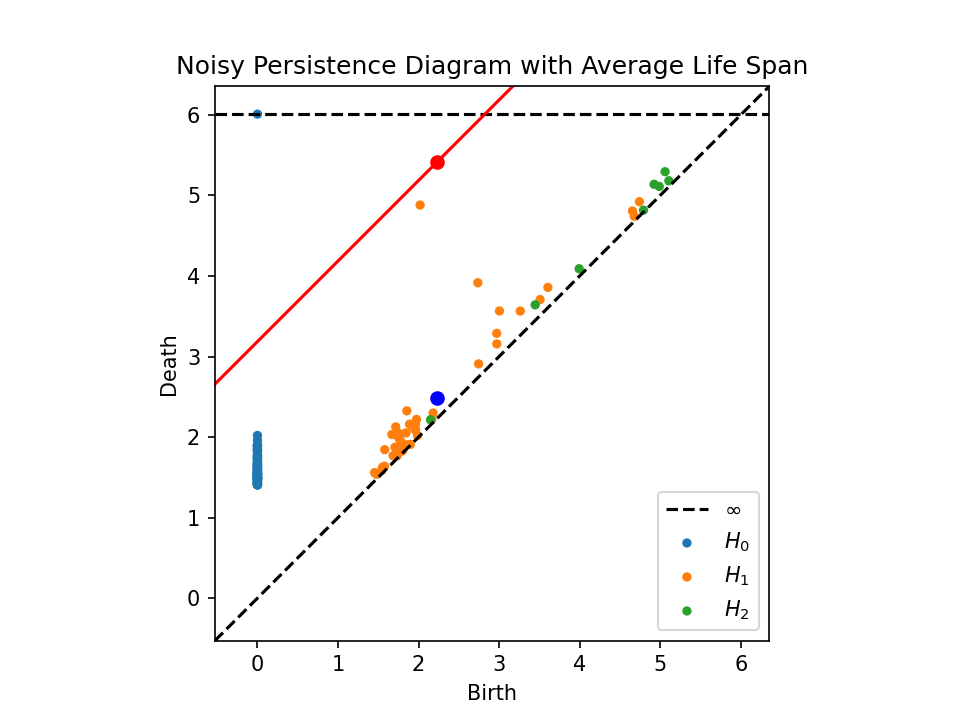 Noisy Persistence Diagram with Average Life Span
6
5
4
3
2
1
0
Death
0 1 2 3 4 5 6
Birth
∞
H₀
H₁
H₂